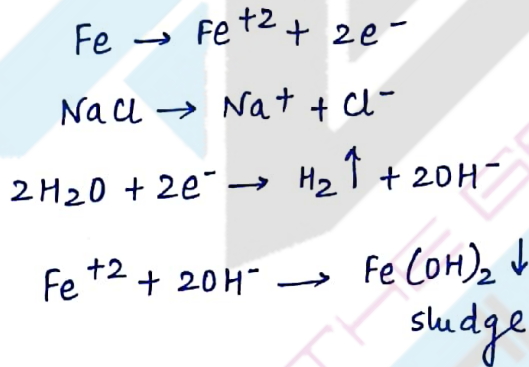 Fe → Fe⁺² + 2e⁻
NaCl → Na⁺ + Cl⁻
2H₂O + 2e⁻ → H₂↑ + 2OH⁻
Fe⁺² + 2OH⁻ → Fe(OH)₂ ↓
sludge